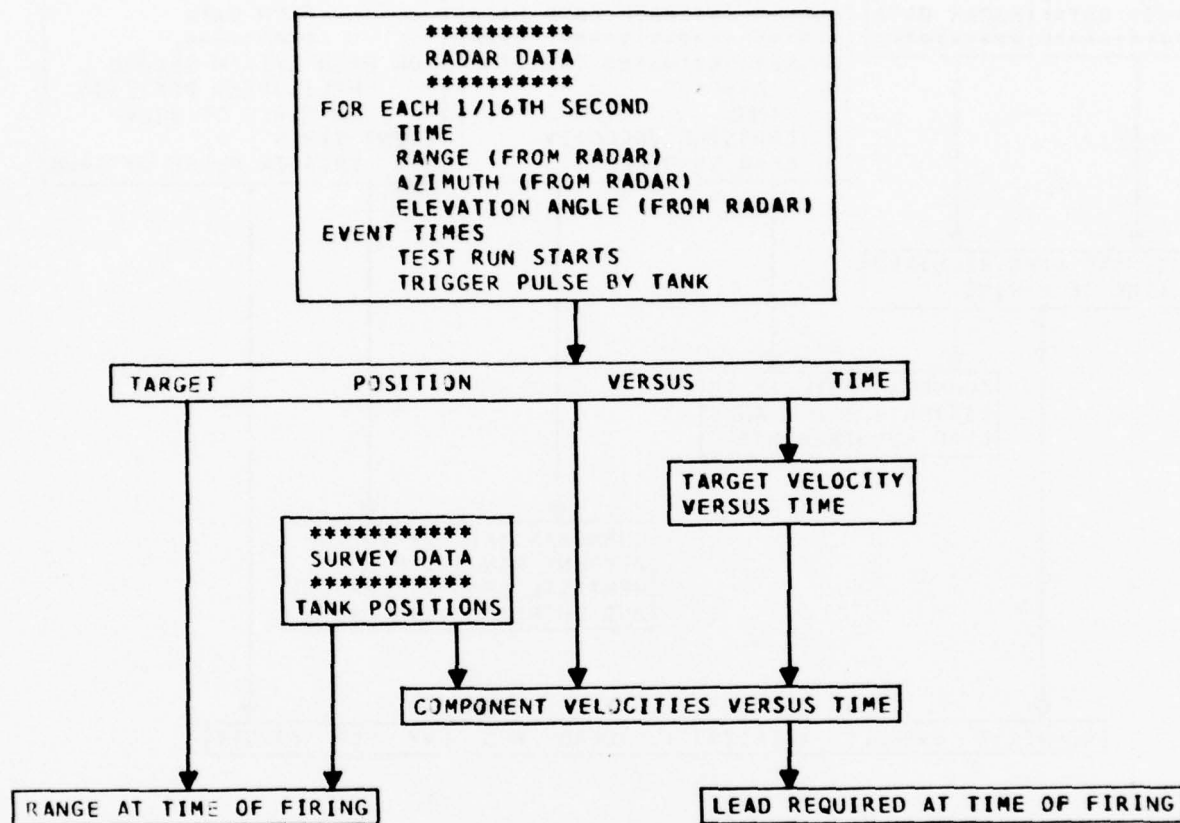 **********
RADAR DATA
**********
FOR EACH 1/16TH SECOND
TIME
RANGE (FROM RADAR)
AZIMUTH (FROM RADAR)
ELEVATION ANGLE (FROM RADAR)
EVENT TIMES
TEST RUN STARTS
TRIGGER PULSE BY TANK
TARGET POSITION VERSUS TIME
TARGET VELOCITY
VERSUS TIME
***********
SURVEY DATA
***********
TANK POSITIONS
COMPONENT VELOCITIES VERSUS TIME
RANGE AT TIME OF FIRING
LEAD REQUIRED AT TIME OF FIRING